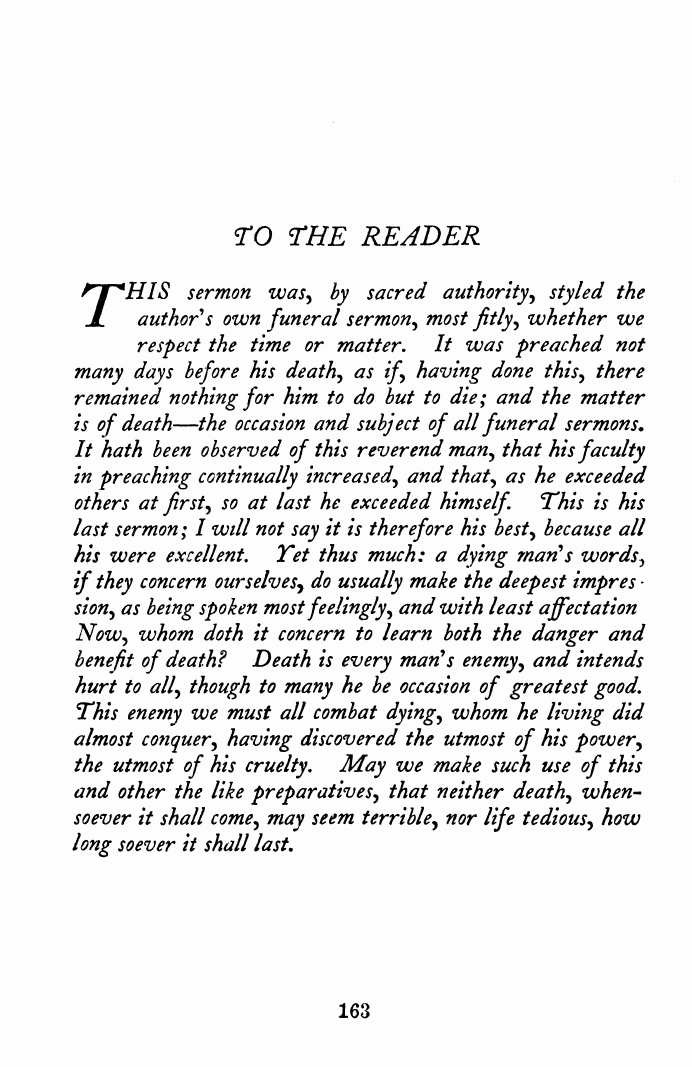 TO THE READER
THIS sermon was, by sacred authority, styled the
author's own funeral sermon, most fitly, whether we
respect the time or matter. It was preached not
many days before his death, as if, having done this, there
remained nothing for him to do but to die; and the matter
is of death—the occasion and subject of all funeral sermons.
It hath been observed of this reverend man, that his faculty
in preaching continually increased, and that, as he exceeded
others at first, so at last he exceeded himself. This is his
last sermon; I will not say it is therefore his best, because all
his were excellent. Yet thus much: a dying man's words,
if they concern ourselves, do usually make the deepest impres-
sion, as being spoken most feelingly, and with least affectation
Now, whom doth it concern to learn both the danger and
benefit of death? Death is every man's enemy, and intends
hurt to all, though to many he be occasion of greatest good.
This enemy we must all combat dying, whom he living did
almost conquer, having discovered the utmost of his power,
the utmost of his cruelty. May we make such use of this
and other the like preparatives, that neither death, when-
soever it shall come, may seem terrible, nor life tedious, how
long soever it shall last.
163